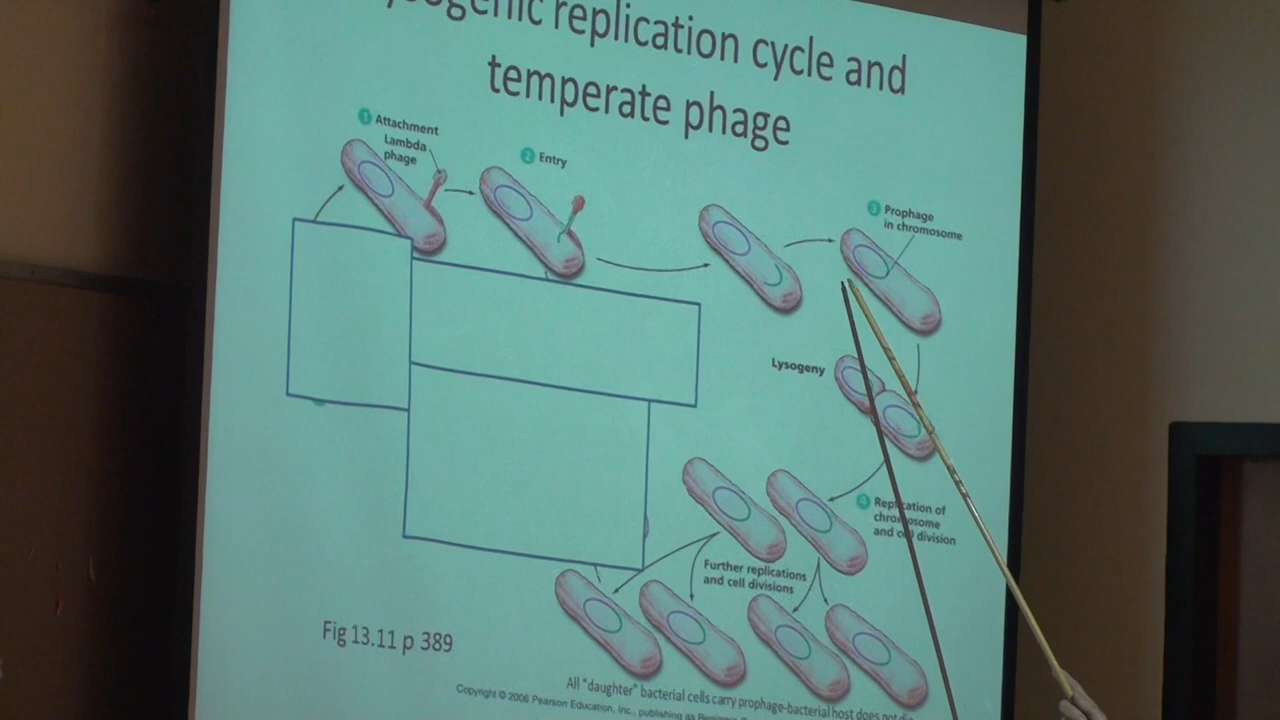 replication cycle and
temperate phage
1 Attachment
Lambda
phage
2 Entry
3 Prophage
in chromosome
Lysogeny
4 Replication of
chromosome
and cell division
Further replications
and cell divisions
Fig 13.11 p 389
All "daughter" bacterial cells carry prophage-bacterial host does not
Copyright © 2006 Pearson Education, Inc., publishing as